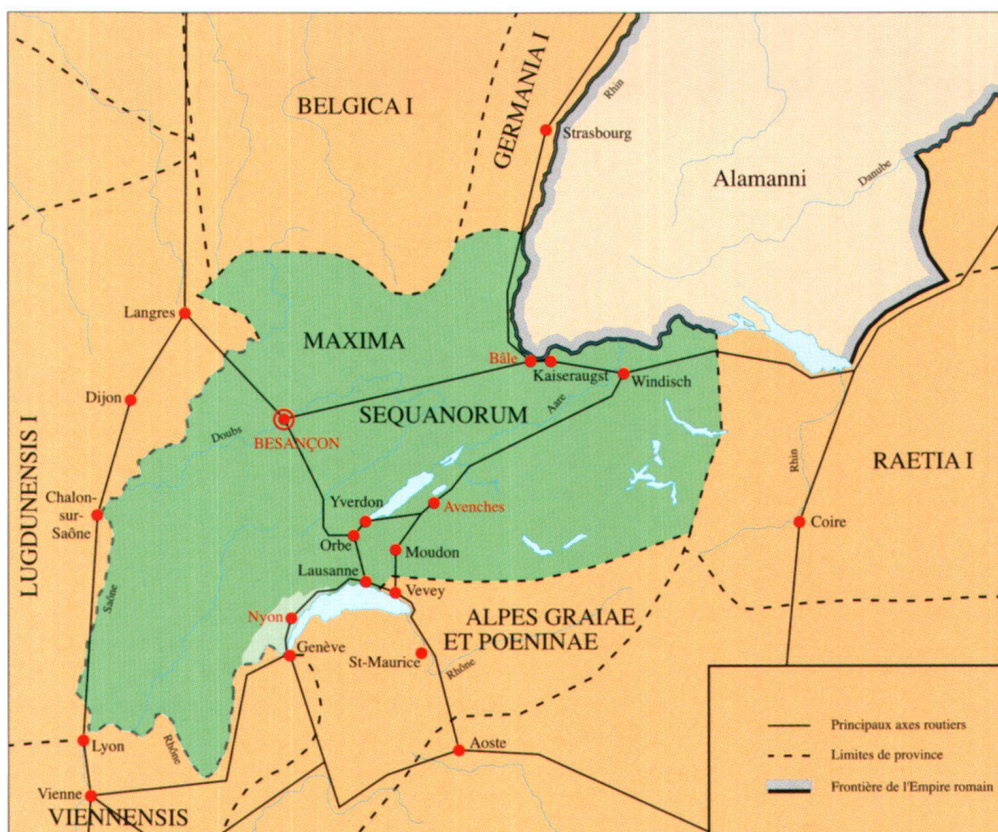 BELGICA I
GERMANIA I
Rhin
Strasbourg
Alamanni
Danube
Langres
MAXIMA
Bâle
Kaiseraugst
Windisch
Dijon
Doubs
BESANÇON
SEQUANORUM
Aare
LUGDUNENSIS I
Chalon-
sur-
Saône
Yverdon
Avenches
Rhin
RAETIA I
Coire
Orbe
Moudon
Lausanne
Saône
Nyon
Vevey
ALPES GRAIAE
ET POENINAE
Genève
St-Maurice
Rhône
Lyon
Rhône
Aoste
Vienne
VIENNENSIS
Principaux axes routiers
Limites de province
Frontière de l'Empire romain